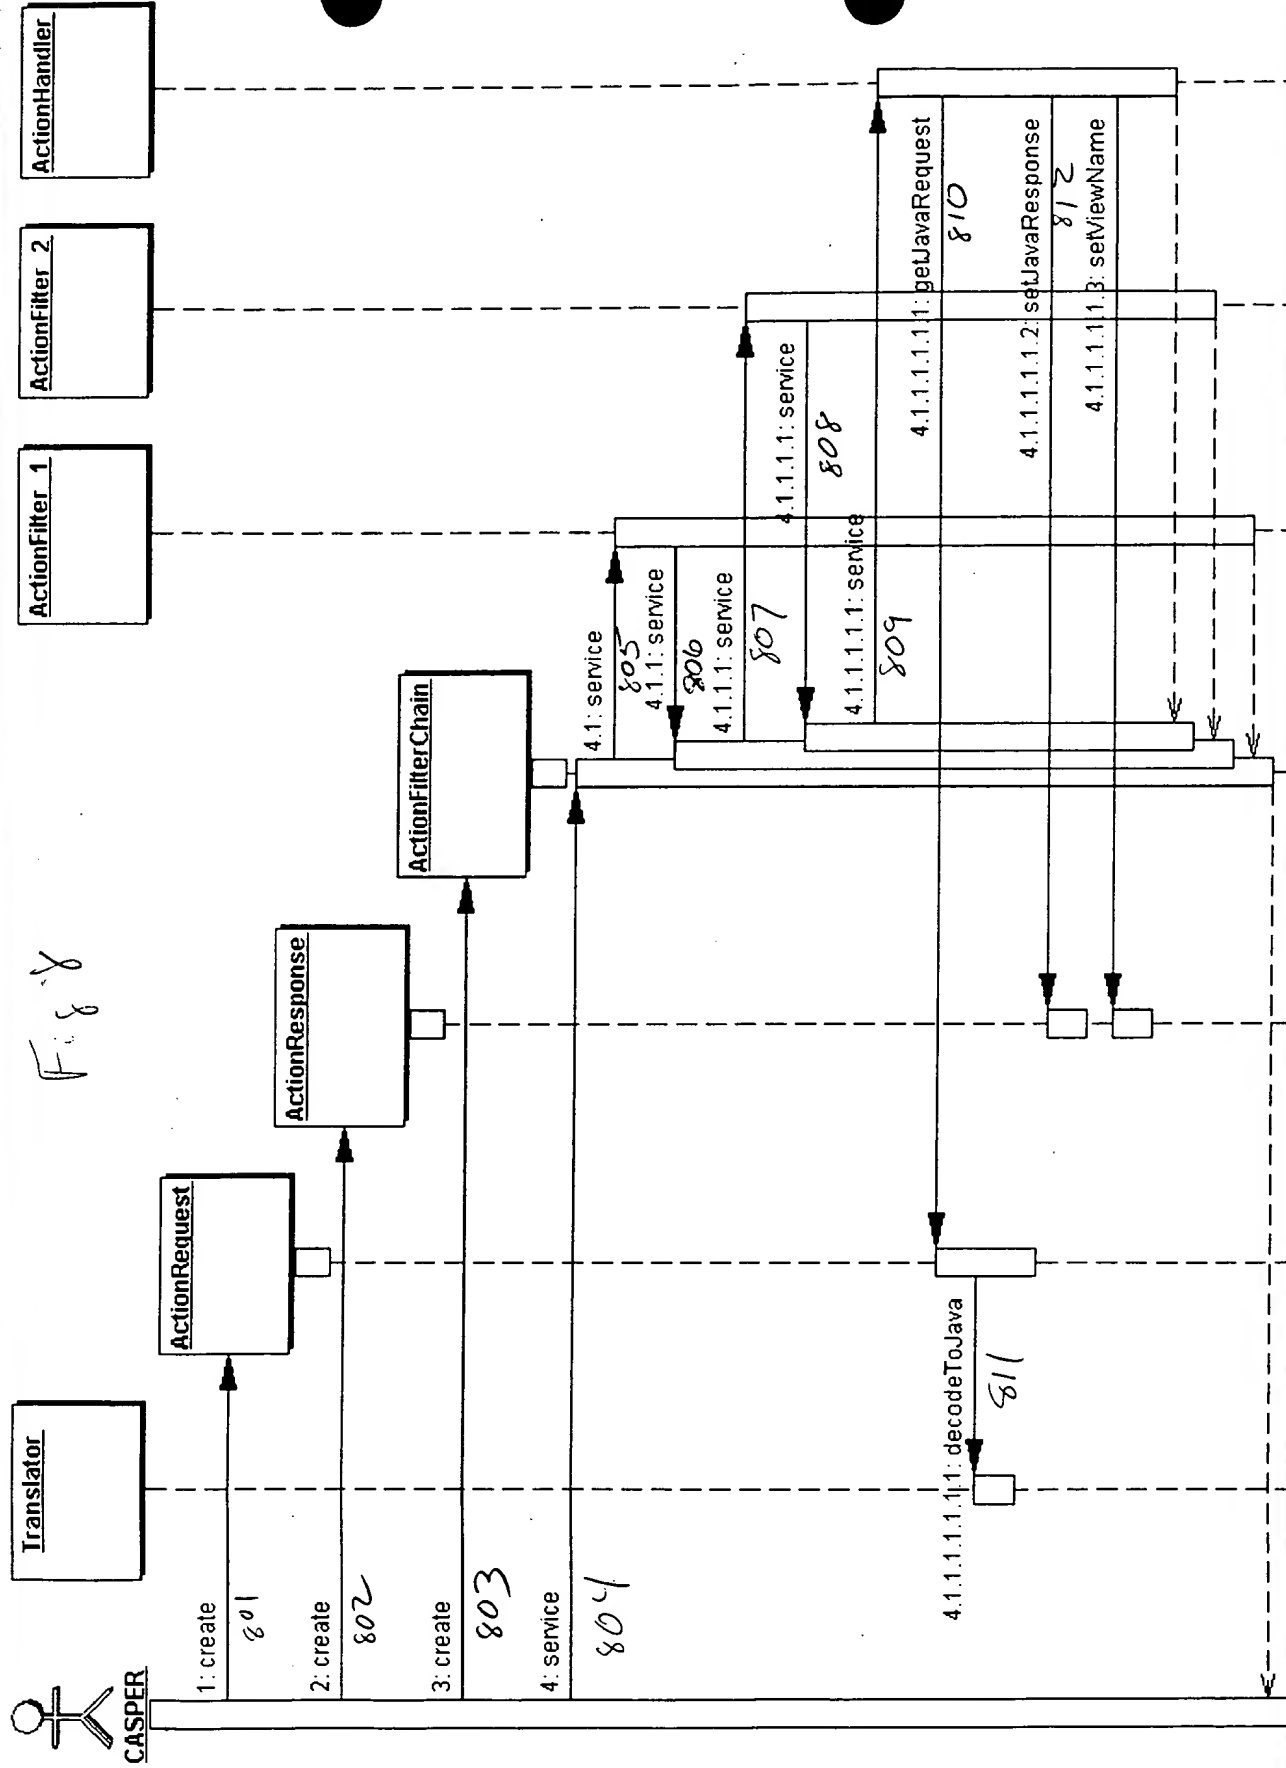 Fig 8
CASPER
Translator
ActionRequest
ActionResponse
ActionFilterChain
ActionFilter 1
ActionFilter 2
ActionHandler
1: create
801
2: create
802
3: create
803
4: service
804
4.1: service
805
4.1.1: service
806
4.1.1.1: service
807
4.1.1.1.1: service
808
4.1.1.1.1.1: service
809
4.1.1.1.1.1.1: getJavaRequest
810
4.1.1.1.1.1.1.1: decodeToJava
811
4.1.1.1.1.1.2: setJavaResponse
812
4.1.1.1.1.1.3: setViewName